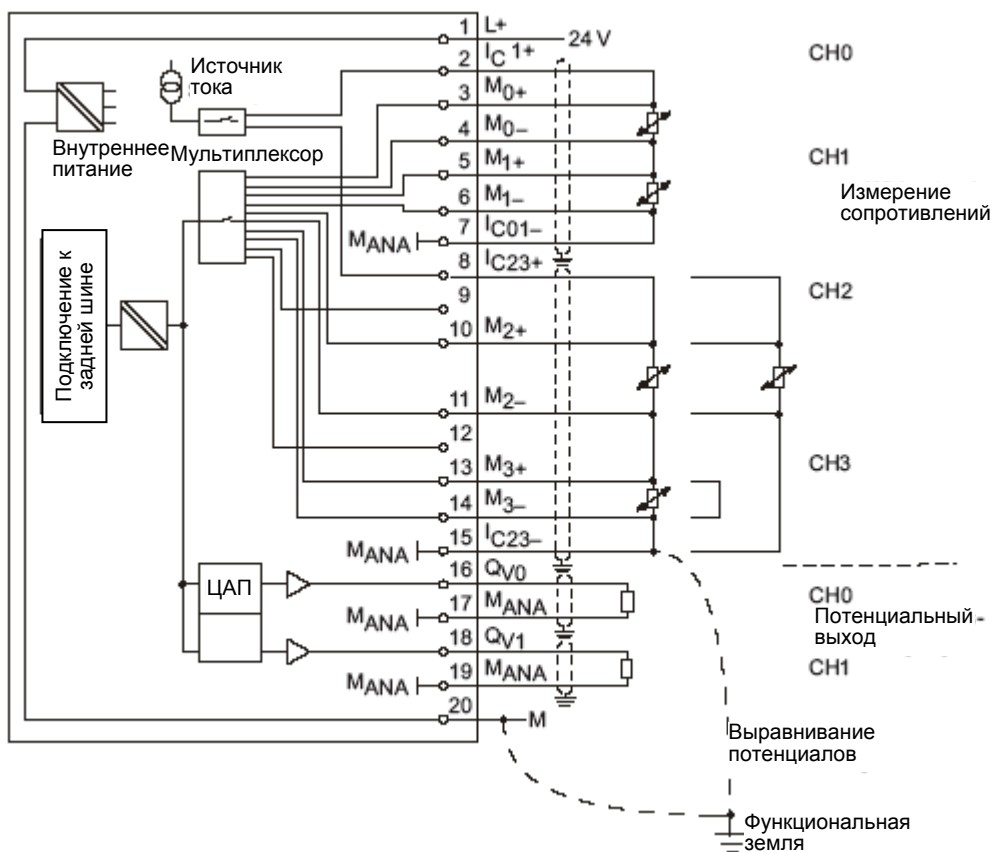 1 L+
24 V
2 IC 1+
CH0
Источник
тока
3 M0+
4 M0−
Внутреннее
питание
Мультиплексор
5 M1+
CH1
6 M1−
Измерение
сопротивлений
MANA
7 IC01−
8 IC23+
9
CH2
Подключение к
задней шине
10 M2+
11 M2−
12
13 M3+
CH3
14 M3−
MANA
15 IC23−
16 QV0
ЦАП
CH0
MANA
17 MANA
Потенциальный
выход
18 QV1
CH1
MANA
19 MANA
20
M
Выравнивание
потенциалов
Функциональная
земля